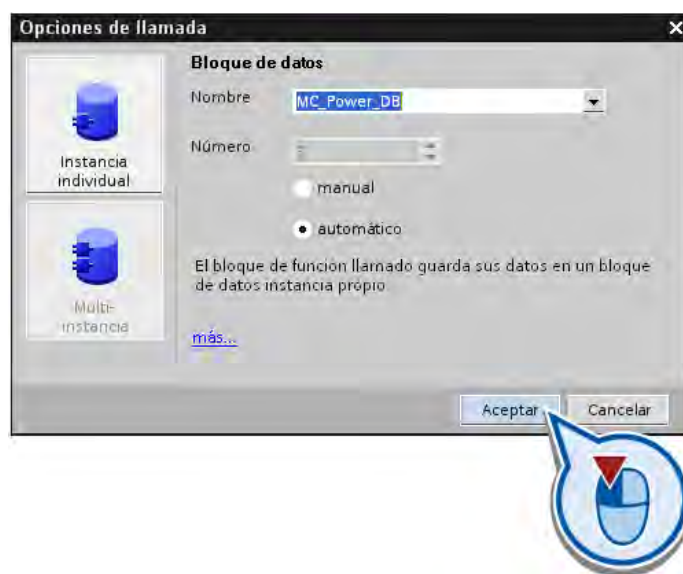 Opciones de llamada
Bloque de datos
Nombre
MC_Power_DB
Número
Instancia
individual
manual
automático
El bloque de función llamado guarda sus datos en un bloque
de datos instancia própio
Multi-
instancia
más...
Aceptar
Cancelar